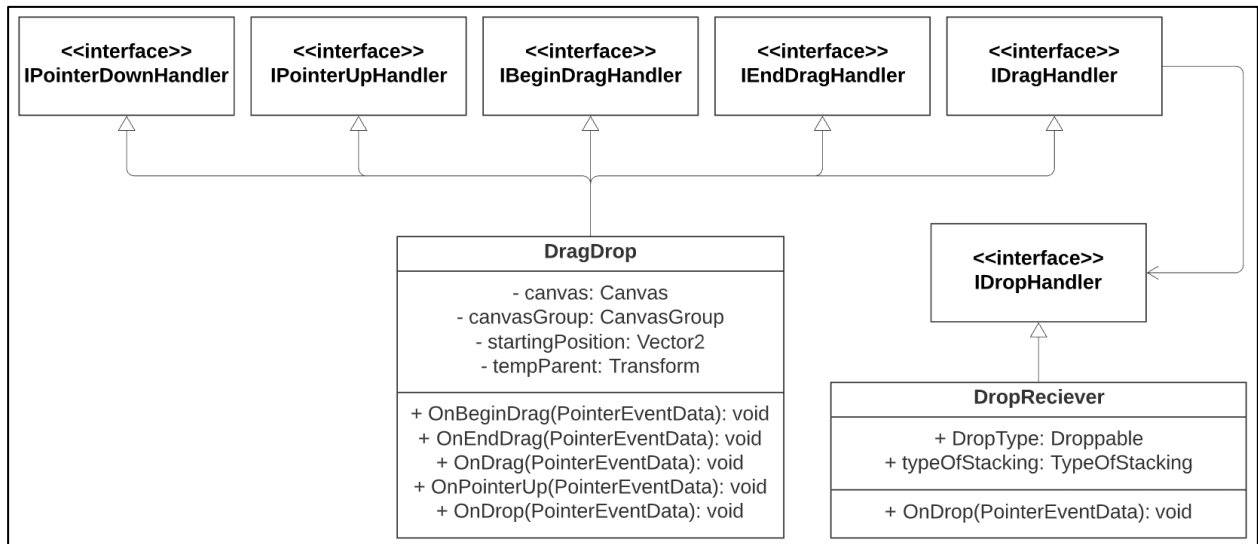 <<interface>>
IPointerDownHandler
<<interface>>
IPointerUpHandler
<<interface>>
IBeginDragHandler
<<interface>>
IEndDragHandler
<<interface>>
IDragHandler
DragDrop
- canvas: Canvas
- canvasGroup: CanvasGroup
- startingPosition: Vector2
- tempParent: Transform
+ OnBeginDrag(PointerEventData): void
+ OnEndDrag(PointerEventData): void
+ OnDrag(PointerEventData): void
+ OnPointerUp(PointerEventData): void
+ OnDrop(PointerEventData): void
<<interface>>
IDropHandler
DropReciever
+ DropType: Droppable
+ typeOfStacking: TypeOfStacking
+ OnDrop(PointerEventData): void